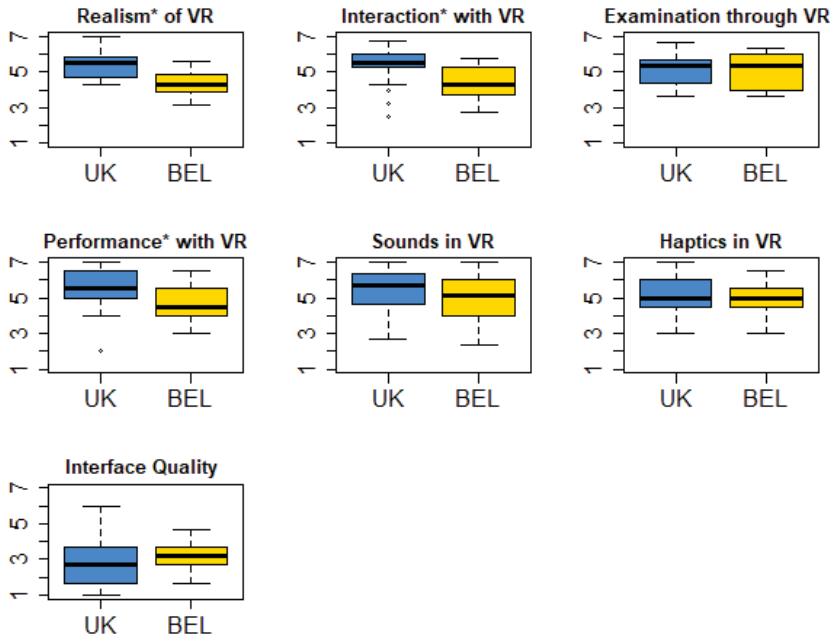 Realism* of VR
7
5
3
1
UK BEL
Interaction* with VR
7
5
3
1
UK BEL
Examination through VR
7
5
3
1
UK BEL
Performance* with VR
7
5
3
1
UK BEL
Sounds in VR
7
5
3
1
UK BEL
Haptics in VR
7
5
3
1
UK BEL
Interface Quality
7
5
3
1
UK BEL